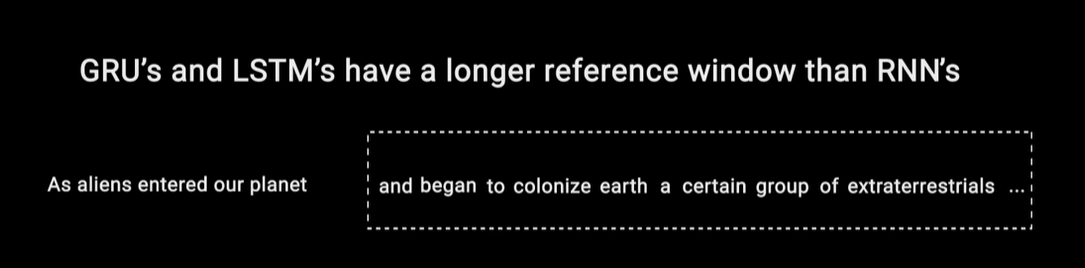 GRU’s and LSTM’s have a longer reference window than RNN’s
As aliens entered our planet and began to colonize earth a certain group of extraterrestrials ...